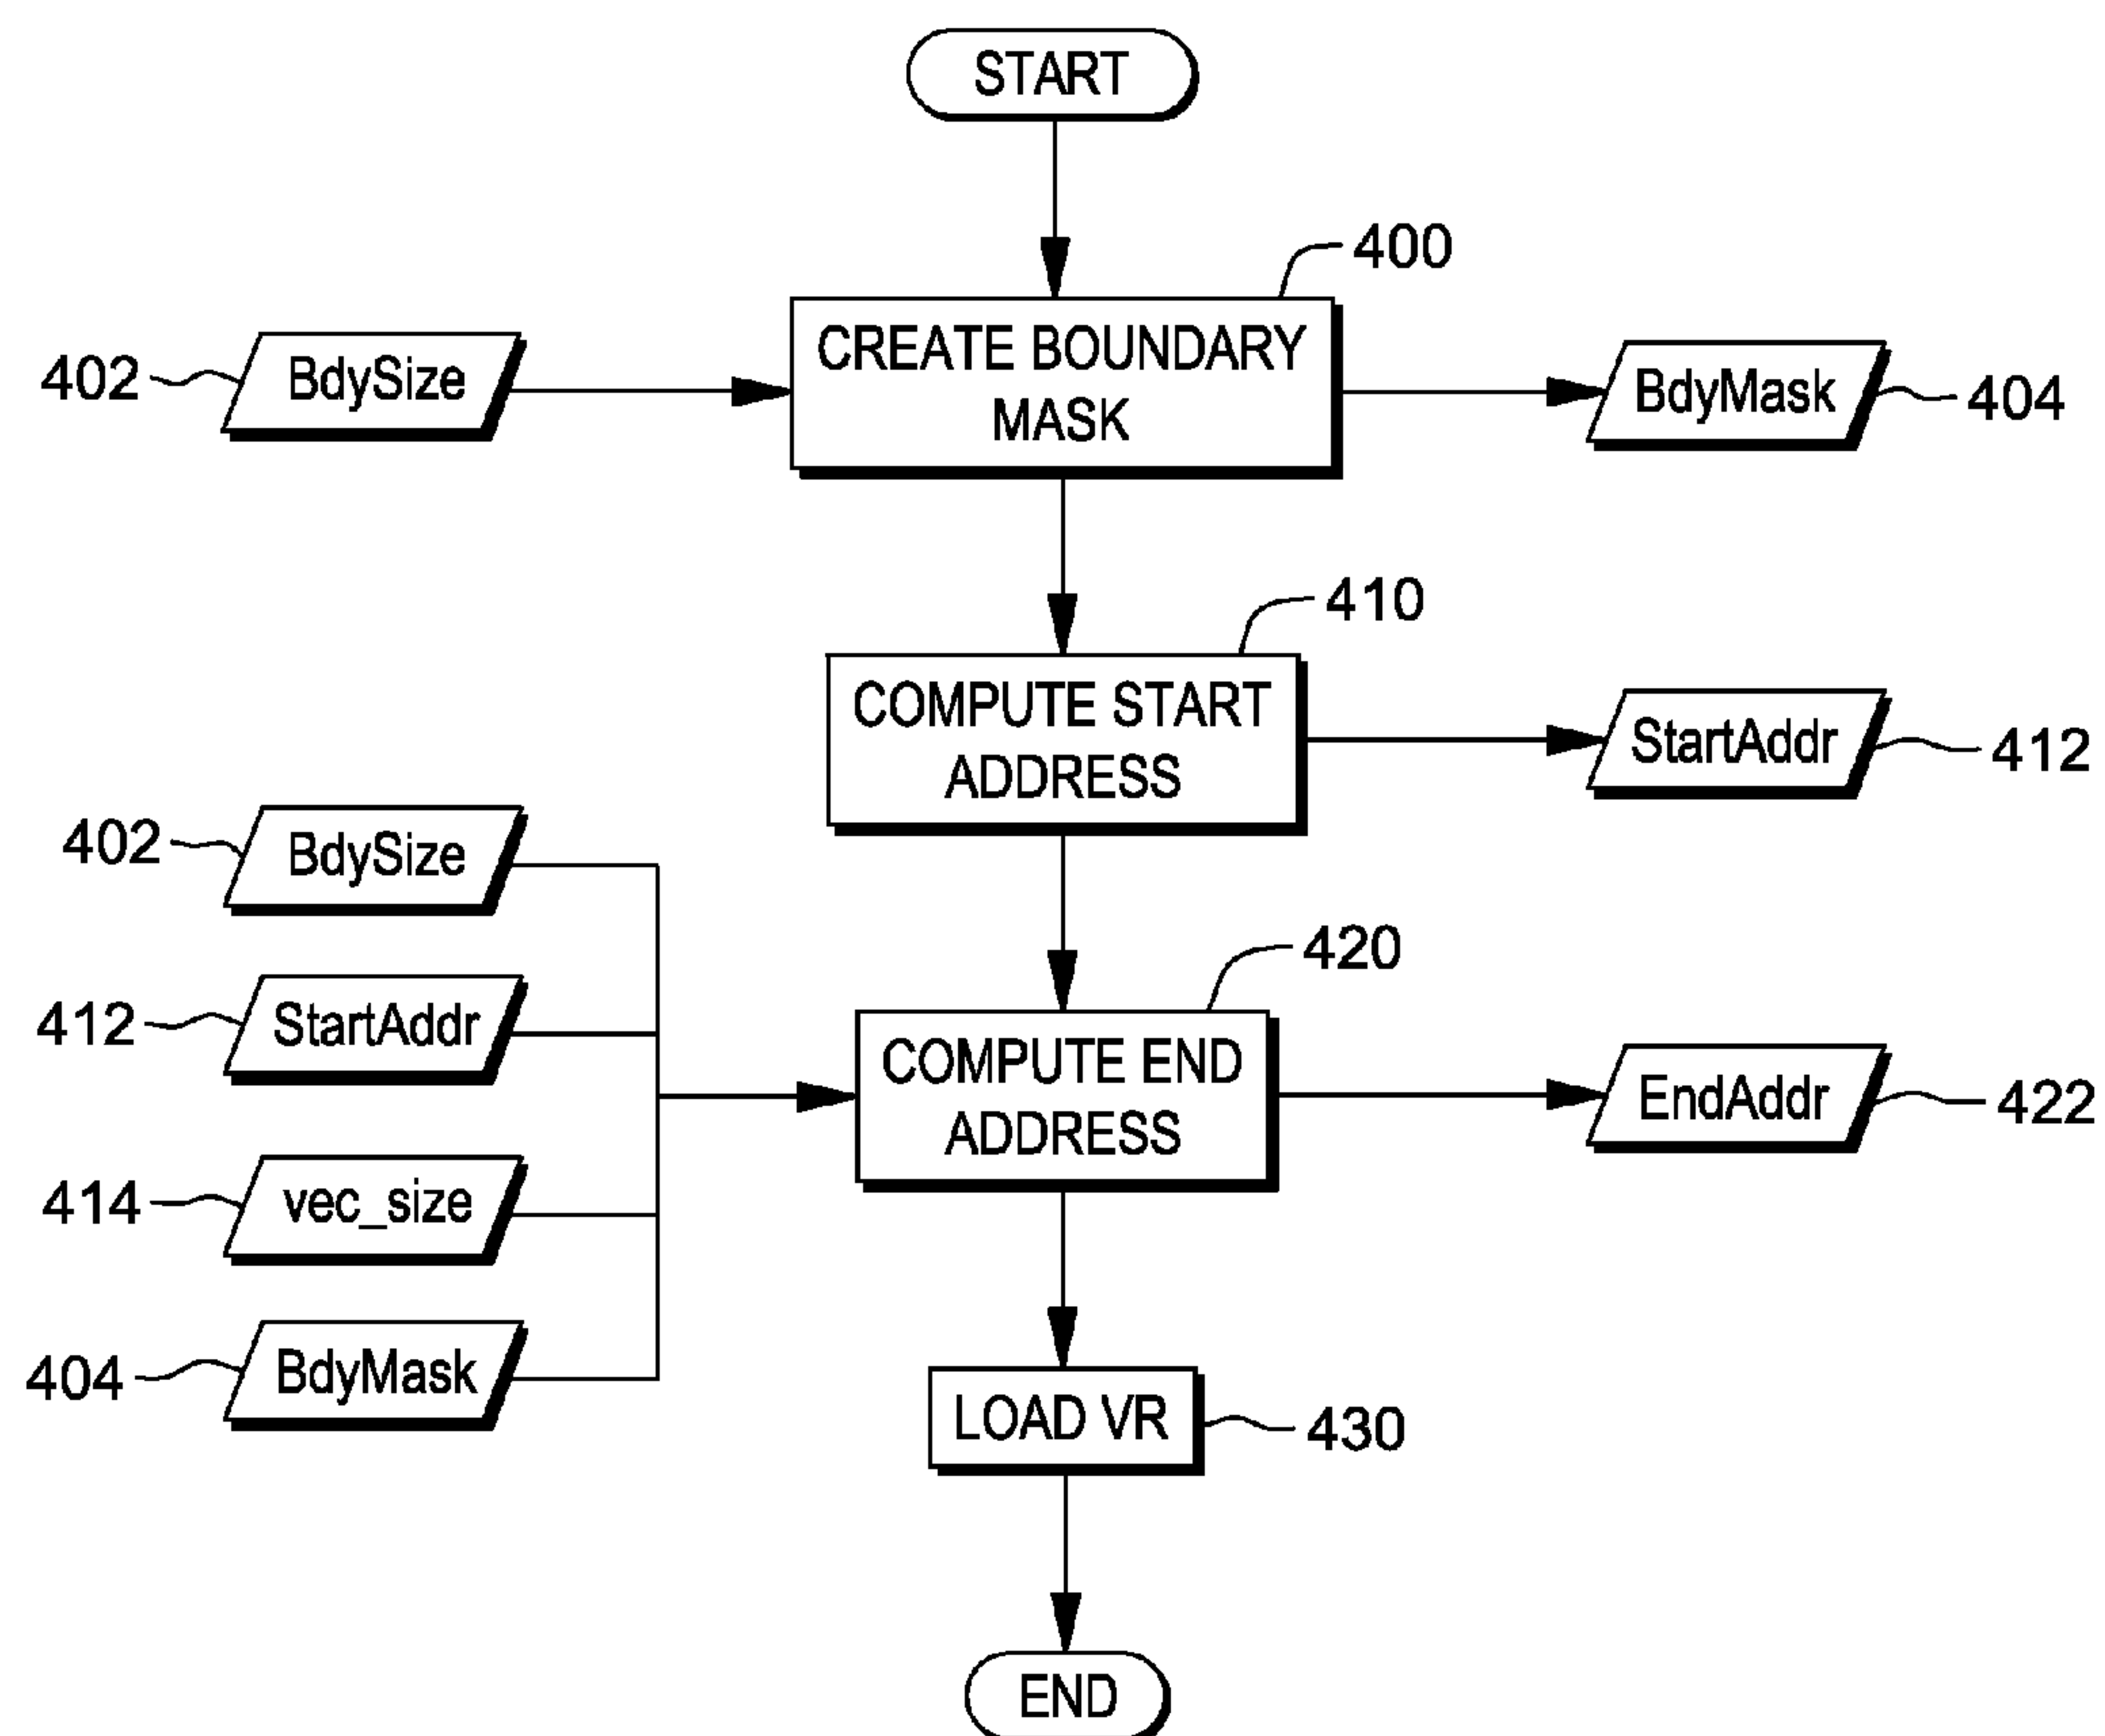 START
400
402
BdySize
CREATE BOUNDARY
MASK
BdyMask
404
410
COMPUTE START
ADDRESS
StartAddr
412
402
BdySize
420
412
StartAddr
COMPUTE END
ADDRESS
EndAddr
422
414
vec_size
404
BdyMask
LOAD VR
430
END